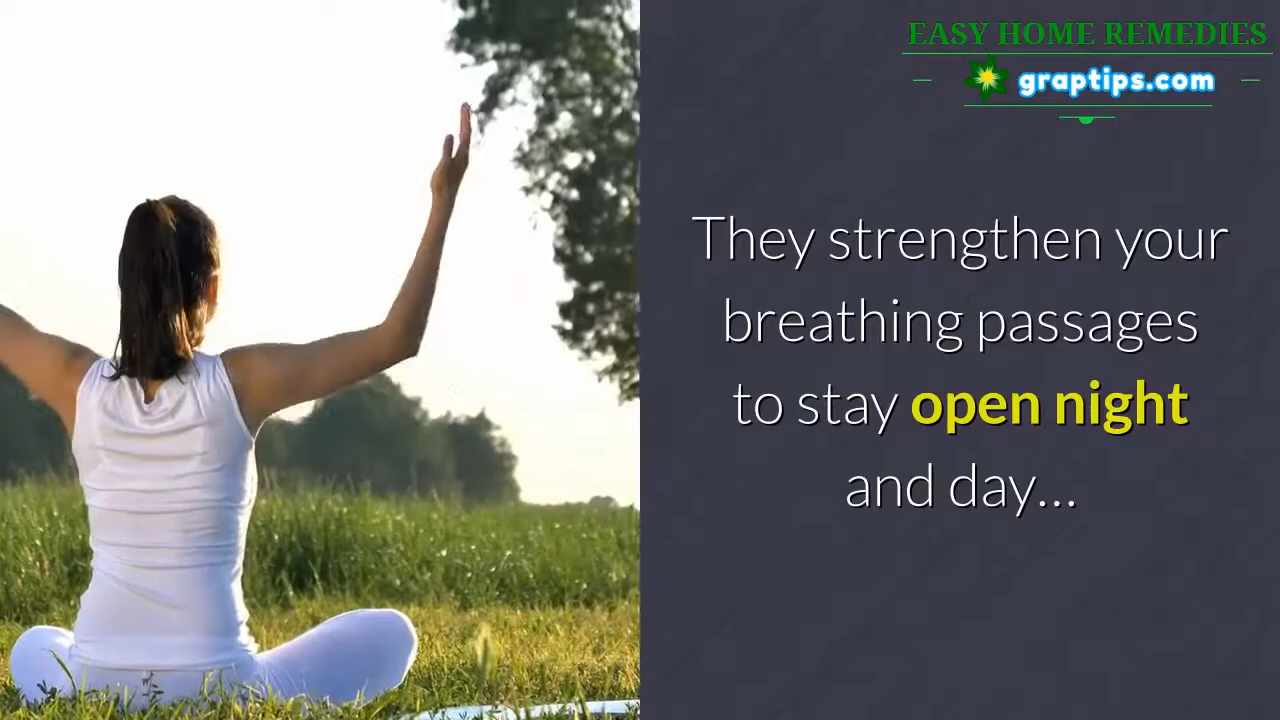 EASY HOME REMEDIES
graptips.com
They strengthen your
breathing passages
to stay open night
and day...